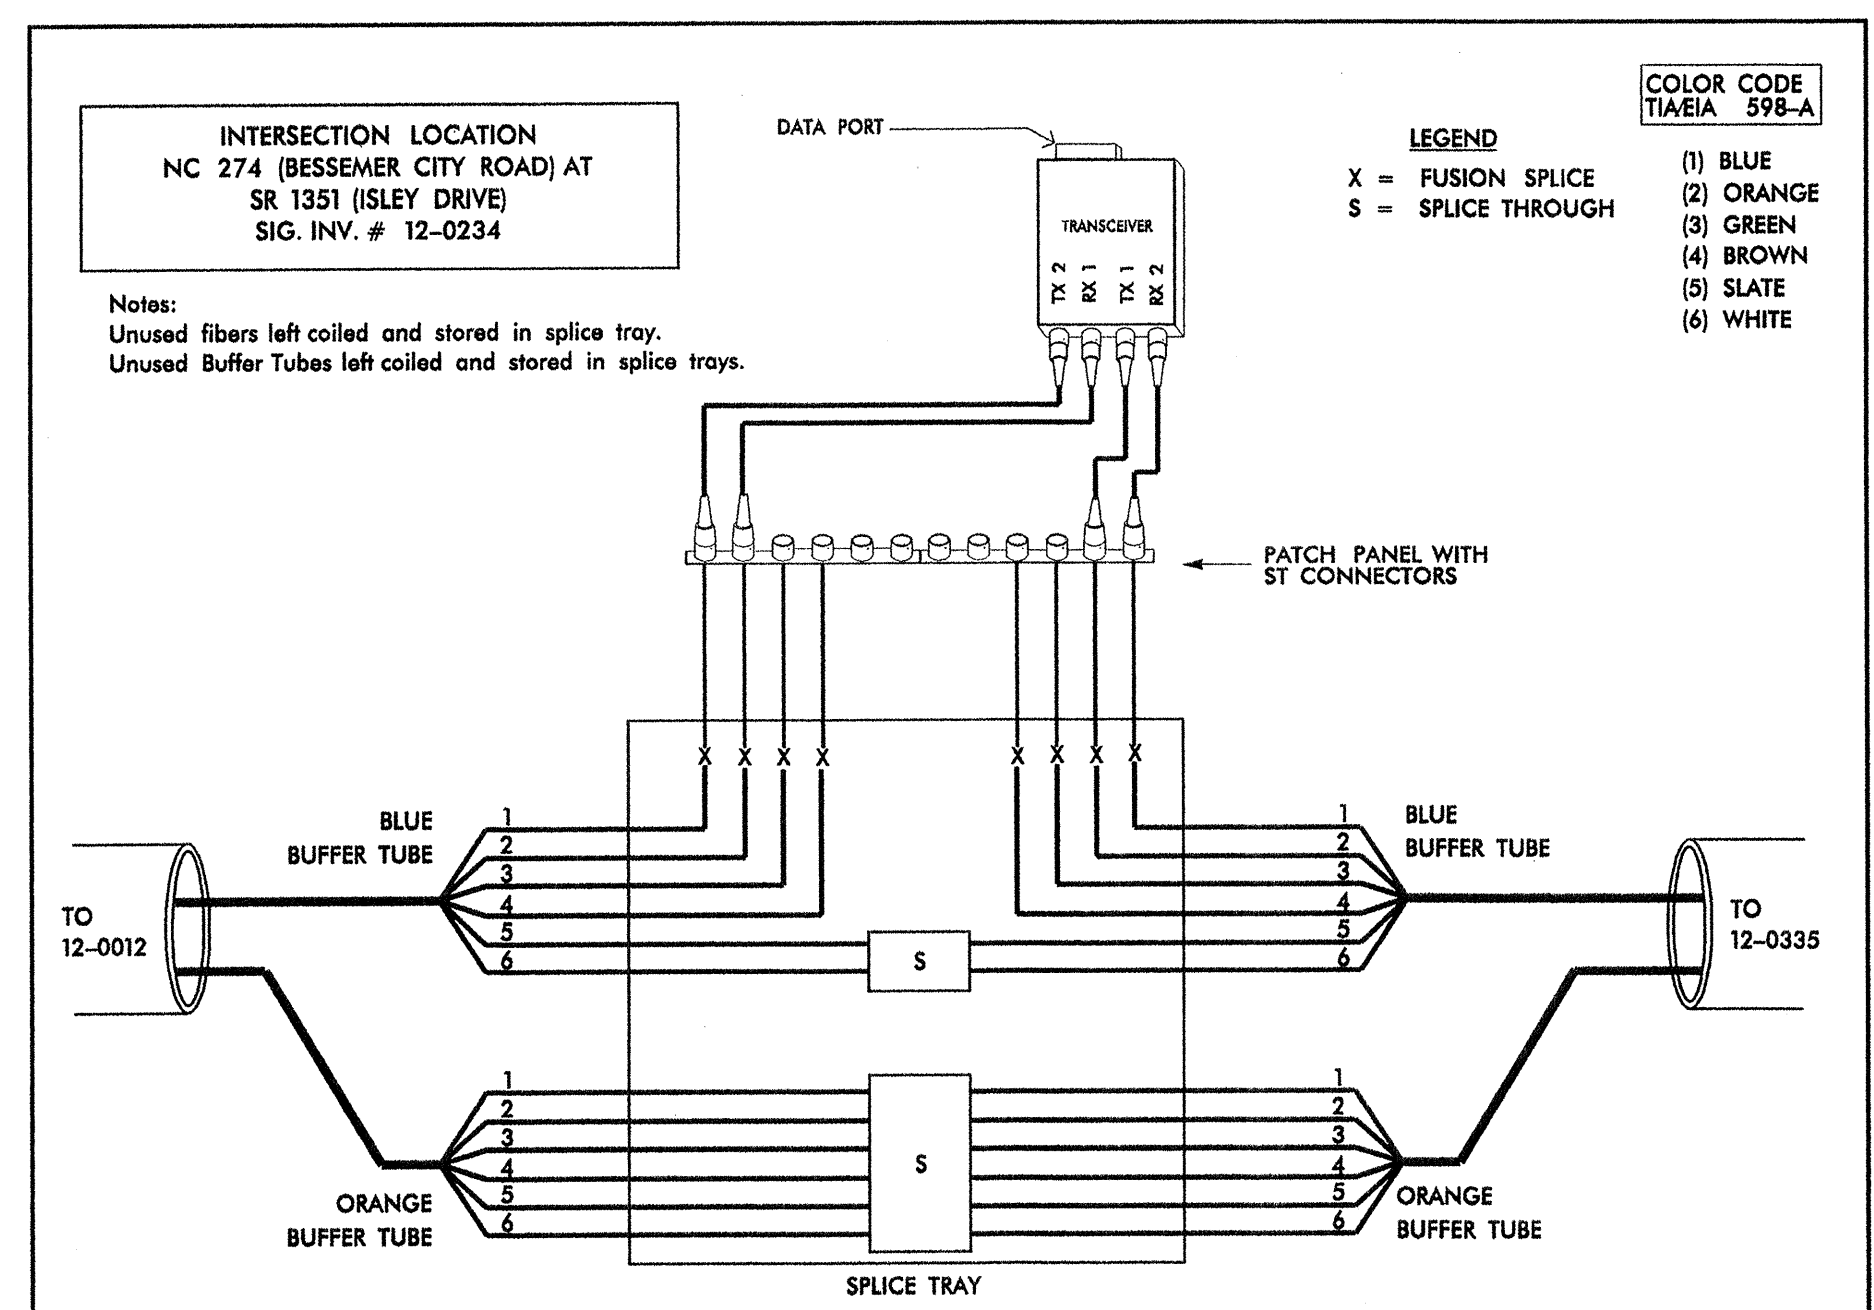 INTERSECTION LOCATION
NC 274 (BESSEMER CITY ROAD) AT
SR 1351 (ISLEY DRIVE)
SIG. INV. # 12-0234
Notes:
Unused fibers left coiled and stored in splice tray.
Unused Buffer Tubes left coiled and stored in splice trays.
DATA PORT
TRANSCEIVER
TX 2
RX 1
TX 1
RX 2
LEGEND
X = FUSION SPLICE
S = SPLICE THROUGH
COLOR CODE
TIA/EIA 598-A
(1) BLUE
(2) ORANGE
(3) GREEN
(4) BROWN
(5) SLATE
(6) WHITE
PATCH PANEL WITH
ST CONNECTORS
X X X X X X X X
BLUE
BUFFER TUBE
1
2
3
4
5
6
S
1
2
3
4
5
6
BLUE
BUFFER TUBE
TO
12-0012
TO
12-0335
1
2
3
4
5
6
ORANGE
BUFFER TUBE
S
1
2
3
4
5
6
ORANGE
BUFFER TUBE
SPLICE TRAY